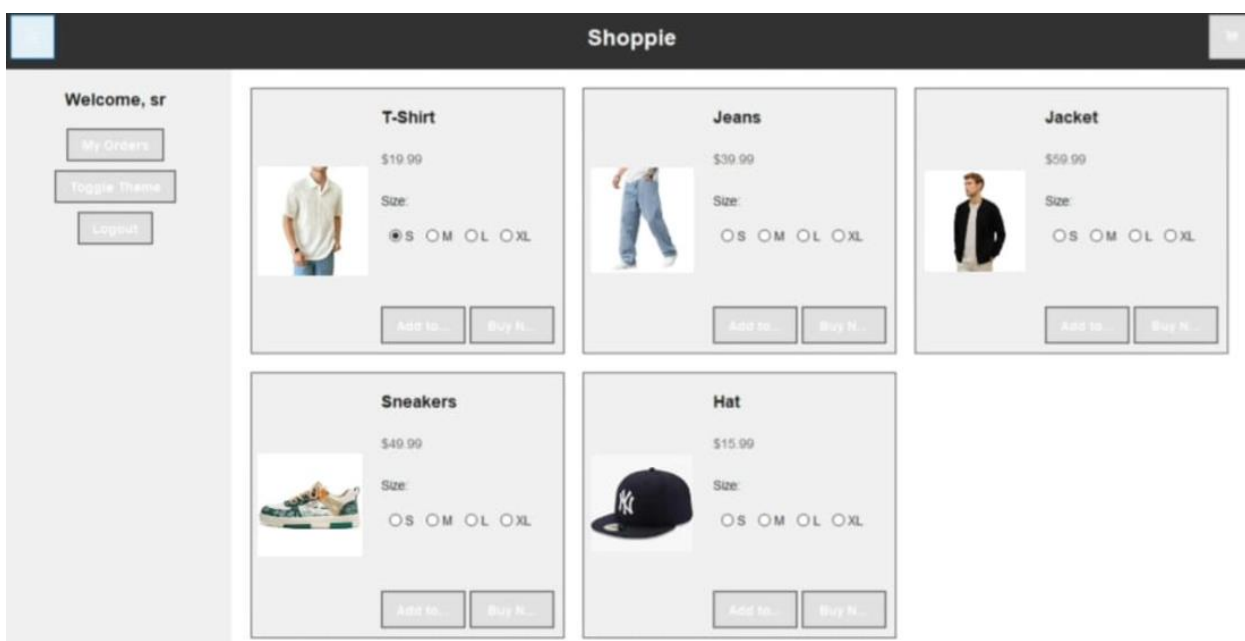 Shoppie
Welcome, sr
My Orders
Toggle Theme
Logout
T-Shirt
$19.99
Size:
S M L XL
Add to... Buy N...
Jeans
$39.99
Size:
S M L XL
Add to... Buy N...
Jacket
$59.99
Size:
S M L XL
Add to... Buy N...
Sneakers
$49.99
Size:
S M L XL
Add to... Buy N...
Hat
$15.99
Size:
S M L XL
Add to... Buy N...